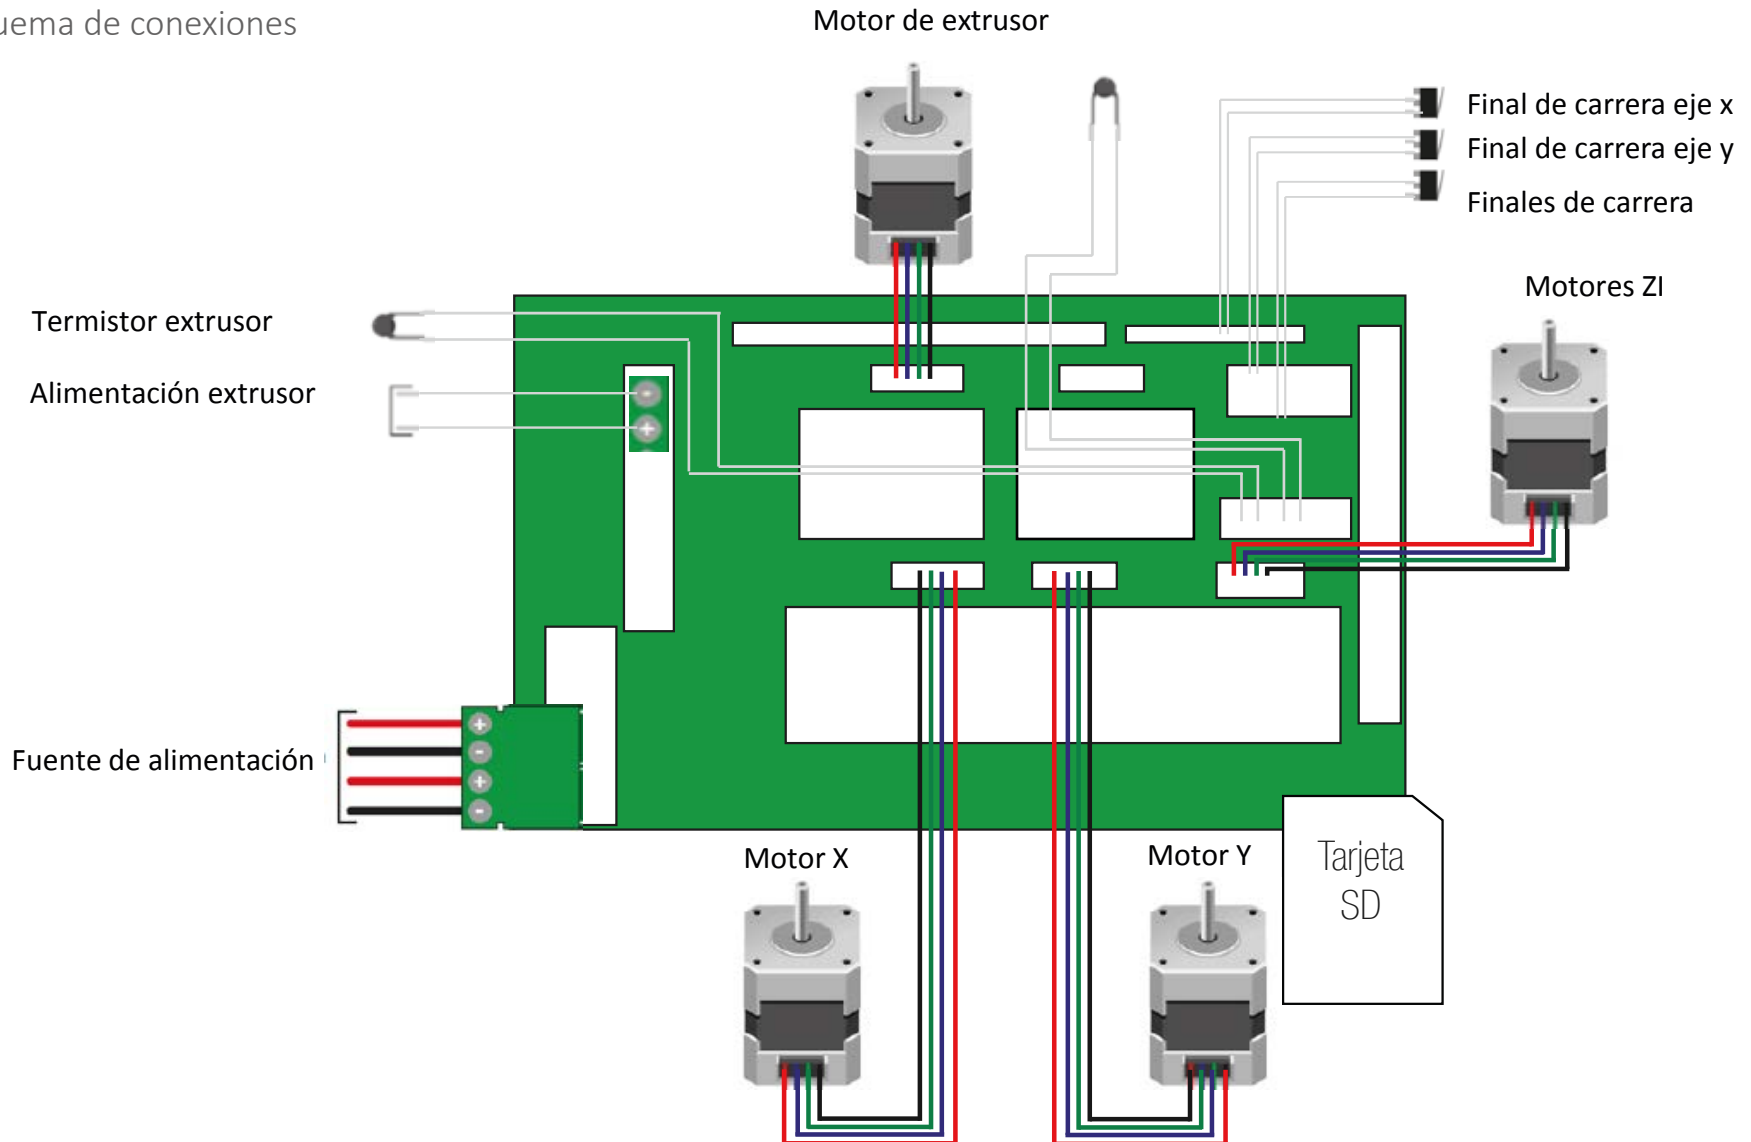 uema de conexiones
Motor de extrusor
Final de carrera eje x
Final de carrera eje y
Finales de carrera
Motores ZI
Termistor extrusor
Alimentación extrusor
-
+
Fuente de alimentación
+
-
+
-
Motor X
Motor Y
Tarjeta
SD